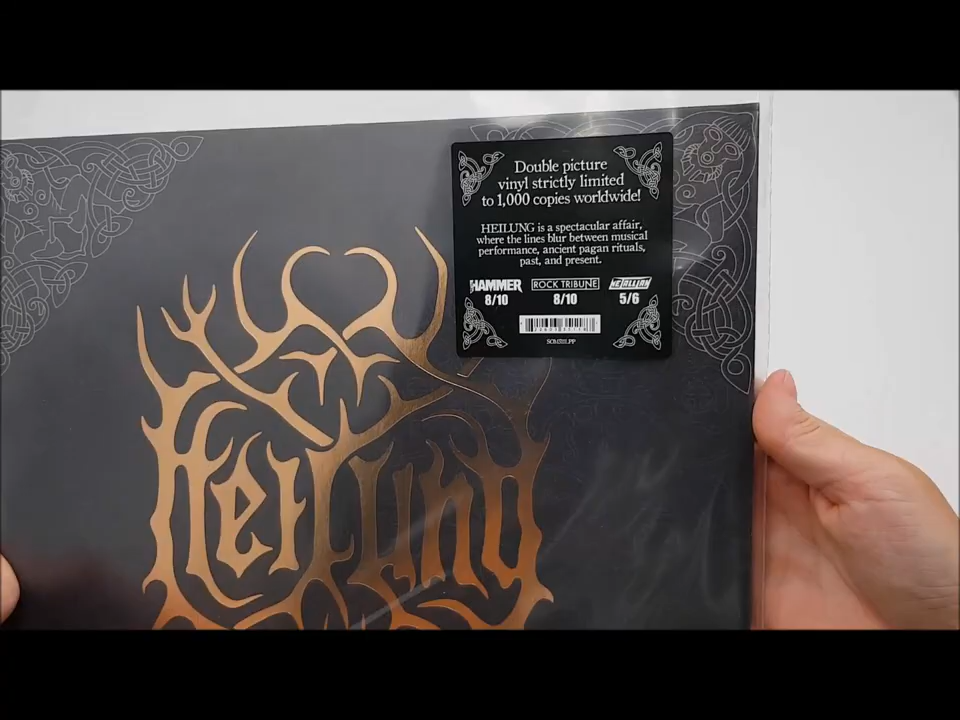 Double picture
vinyl strictly limited
to 1,000 copies worldwide!
HEILUNG is a spectacular affair,
where the lines blur between musical
performance, ancient pagan rituals,
past, and present.
HAMMER ROCK TRIBUNE METALLIAN
8/10 8/10 5/6
Heilung